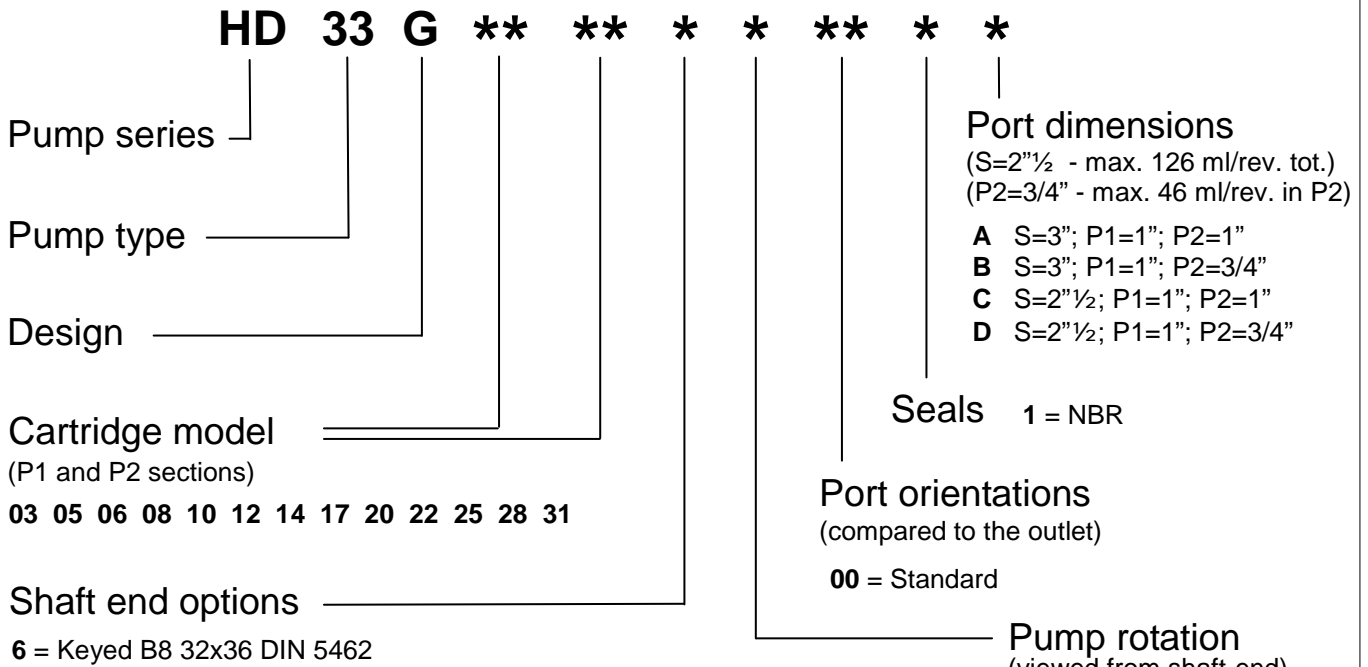 HD 33 G ** ** * * ** * *
Pump series
Port dimensions
(S=2”½ - max. 126 ml/rev. tot.)
(P2=3/4” - max. 46 ml/rev. in P2)
A S=3”; P1=1”; P2=1”
B S=3”; P1=1”; P2=3/4”
C S=2”½; P1=1”; P2=1”
D S=2”½; P1=1”; P2=3/4”
Pump type
Design
Seals 1 = NBR
Cartridge model
(P1 and P2 sections)
03 05 06 08 10 12 14 17 20 22 25 28 31
Port orientations
(compared to the outlet)
00 = Standard
Shaft end options
6 = Keyed B8 32x36 DIN 5462
Pump rotation
(viewed from shaft end)